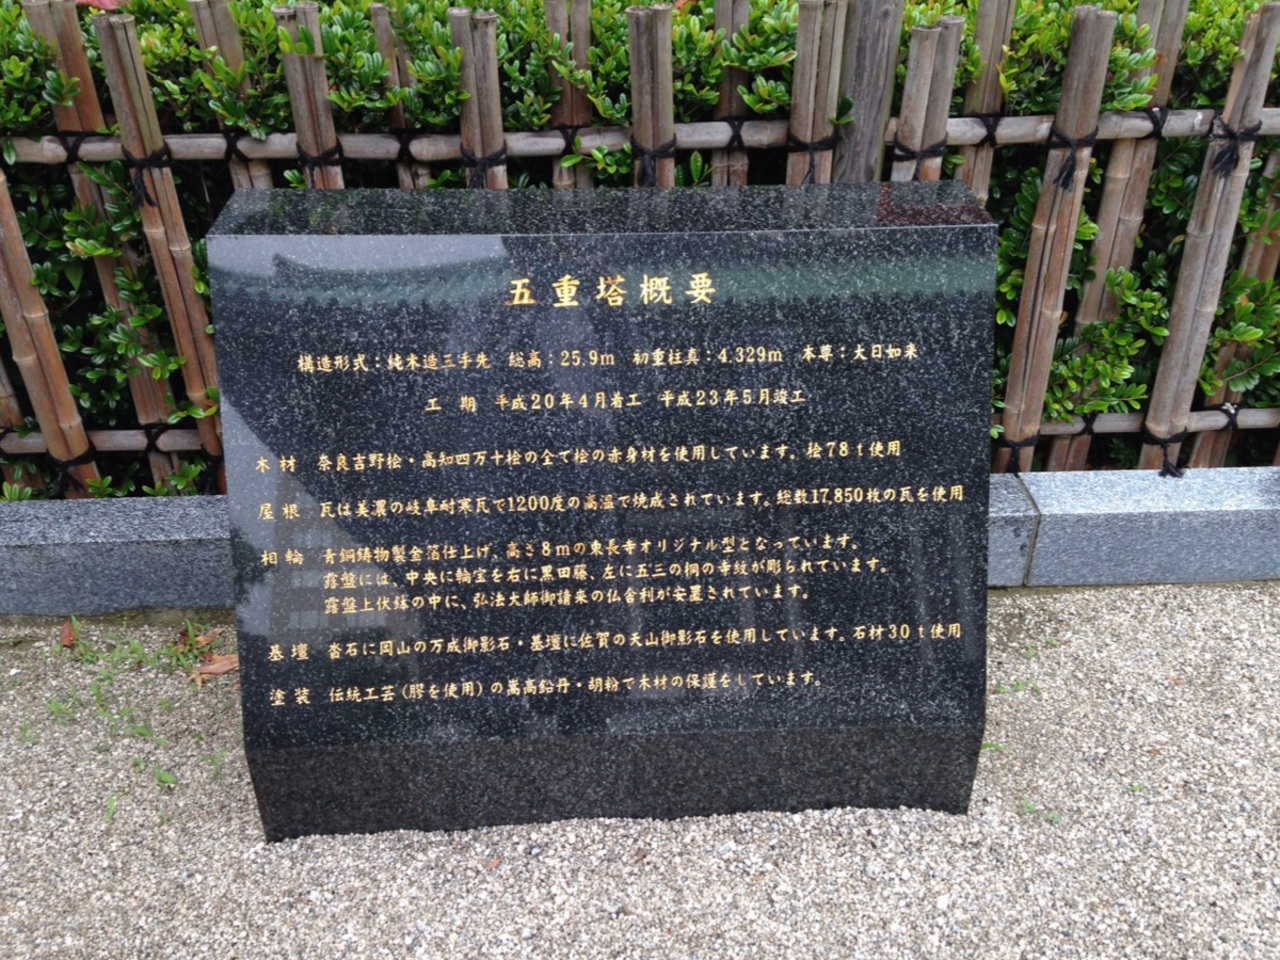 五重塔概要
構造形式：純木造三手先　総高：25.9m　初重柱真：4.329m　本尊：大日如来
工　期　平成20年4月着工　平成23年5月竣工
木 材　奈良吉野桧・高知四万十桧の全て桧の赤身材を使用しています。桧78ｔ使用
屋 根　瓦は美濃の岐阜耐寒瓦で1200度の高温で焼成されています。総数17,850枚の瓦を使用
相 輪　青銅鋳物製金箔仕上げ、高さ8ｍの東長寺オリジナル型となっています。
露盤には、中央に輪宝を右に黒田藤、左に五三の桐の寺紋が彫られています。
露盤上伏鉢の中に、弘法大師御請来の仏舎利が安置されています。
基 壇　沓石に岡山の万成御影石・基壇に佐賀の天山御影石を使用しています。石材30ｔ使用
塗 装　伝統工芸（膠を使用）の嵩高鉛丹・胡粉で木材の保護をしています。